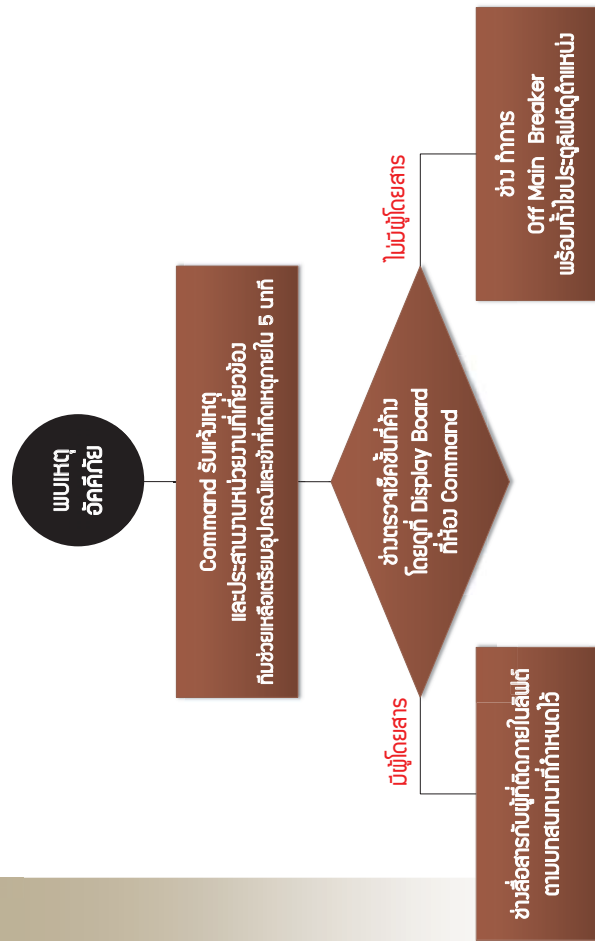 พบเหตุ
อัคคีภัย
Command รับแจ้งเหตุ
และประสานงานหน่วยงานที่เกี่ยวข้อง
ทีมช่วยเหลือเตรียมอุปกรณ์และเข้าที่เกิดเหตุภายใน 5 นาที
ช่างตรวจเช็คชั้นที่ค้าง
โดยดูที่ Display Board
ที่ห้อง Command
มีผู้โดยสาร
ไม่มีผู้โดยสาร
ช่างสื่อสารกับผู้ที่ติดภายในลิฟต์
ตามบทสนทนาที่กำหนดไว้
ช่าง ทำการ
Off Main Breaker
พร้อมทั้งไขประตูลิฟต์ดูตำแหน่ง